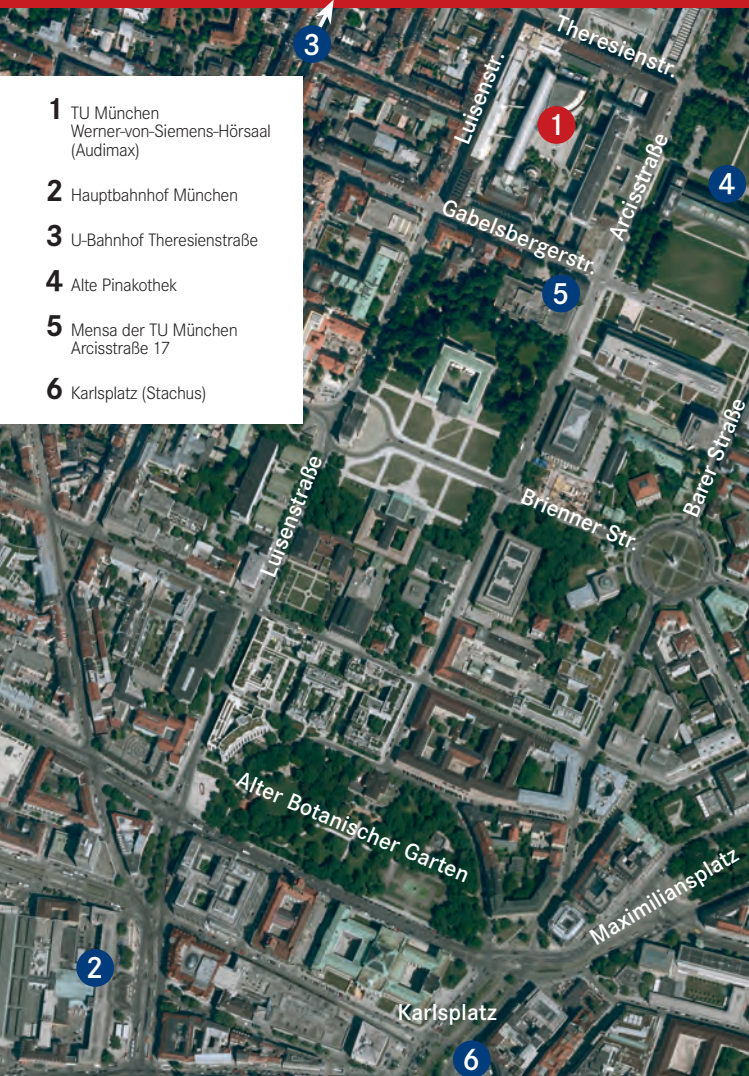 3
Theresienstr.
Luisenstr.
1
Arcisstraße
4
Gabelsbergerstr.
5
1 TU München
Werner-von-Siemens-Hörsaal
(Audimax)
2 Hauptbahnhof München
3 U-Bahnhof Theresienstraße
4 Alte Pinakothek
5 Mensa der TU München
Arcisstraße 17
6 Karlsplatz (Stachus)
Barer Straße
Luisenstraße
Brienner Str.
Alter Botanischer Garten
Maximiliansplatz
2
Karlsplatz
6